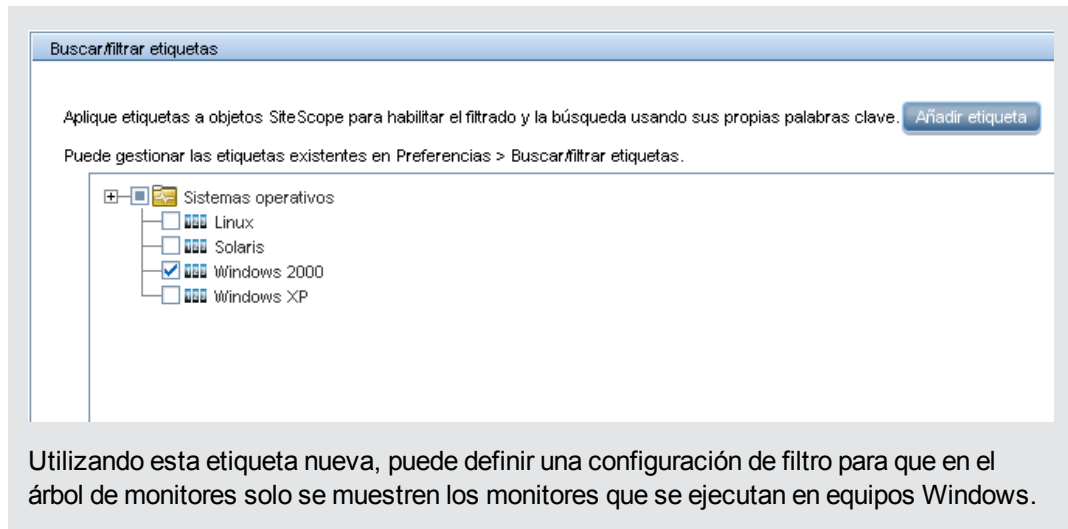 Buscar/filtrar etiquetas
Aplique etiquetas a objetos SiteScope para habilitar el filtrado y la búsqueda usando sus propias palabras clave. Añadir etiqueta
Puede gestionar las etiquetas existentes en Preferencias > Buscar/filtrar etiquetas.
Sistemas operativos
Linux
Solaris
Windows 2000
Windows XP
Utilizando esta etiqueta nueva, puede definir una configuración de filtro para que en el
árbol de monitores solo se muestren los monitores que se ejecutan en equipos Windows.